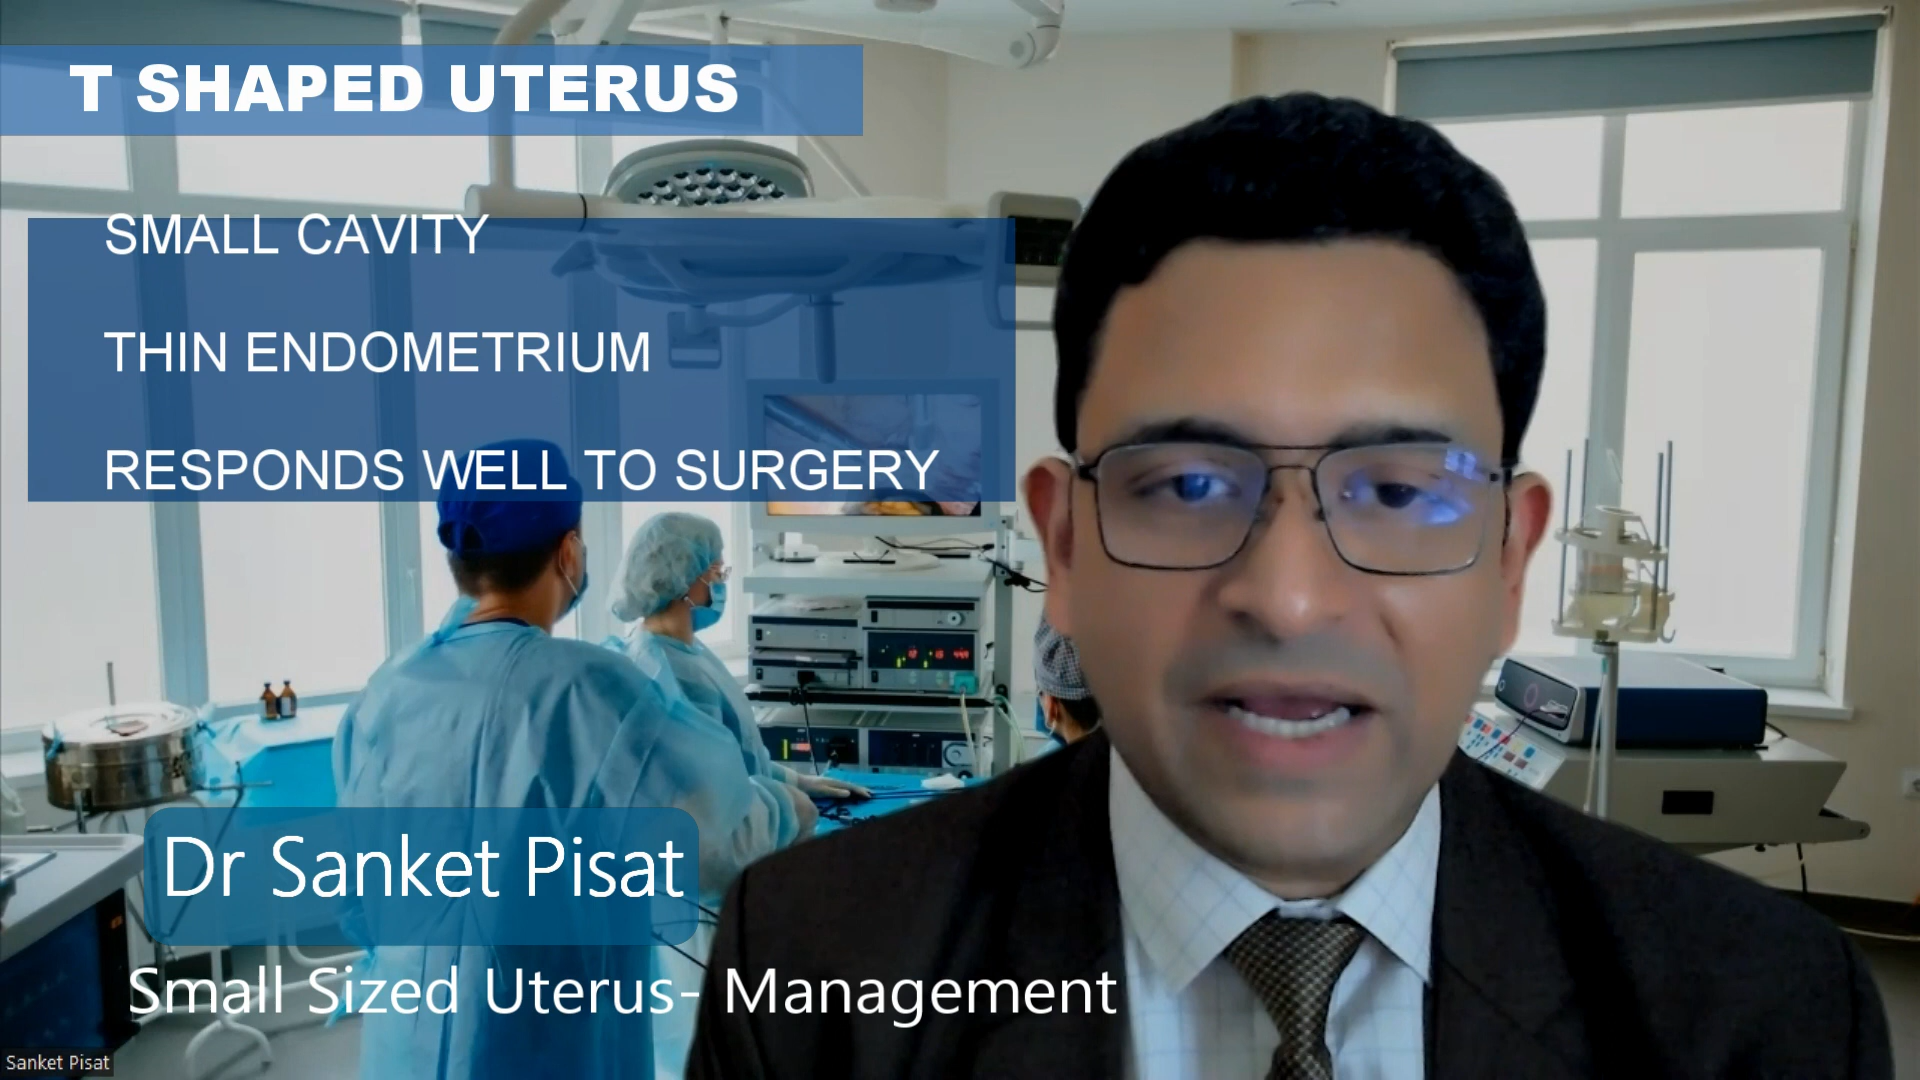 T SHAPED UTERUS
SMALL CAVITY
THIN ENDOMETRIUM
RESPONDS WELL TO SURGERY
Dr Sanket Pisat
Small Sized Uterus- Management
Sanket Pisat